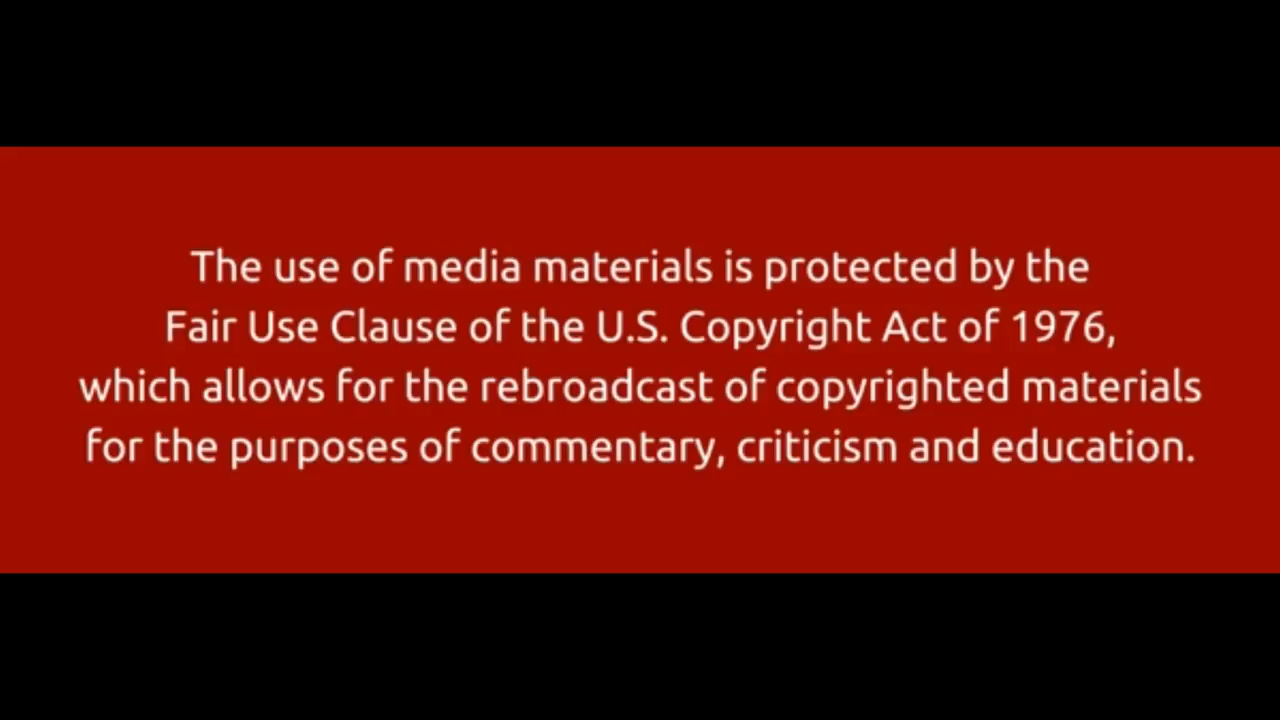 The use of media materials is protected by the
Fair Use Clause of the U.S. Copyright Act of 1976,
which allows for the rebroadcast of copyrighted materials
for the purposes of commentary, criticism and education.